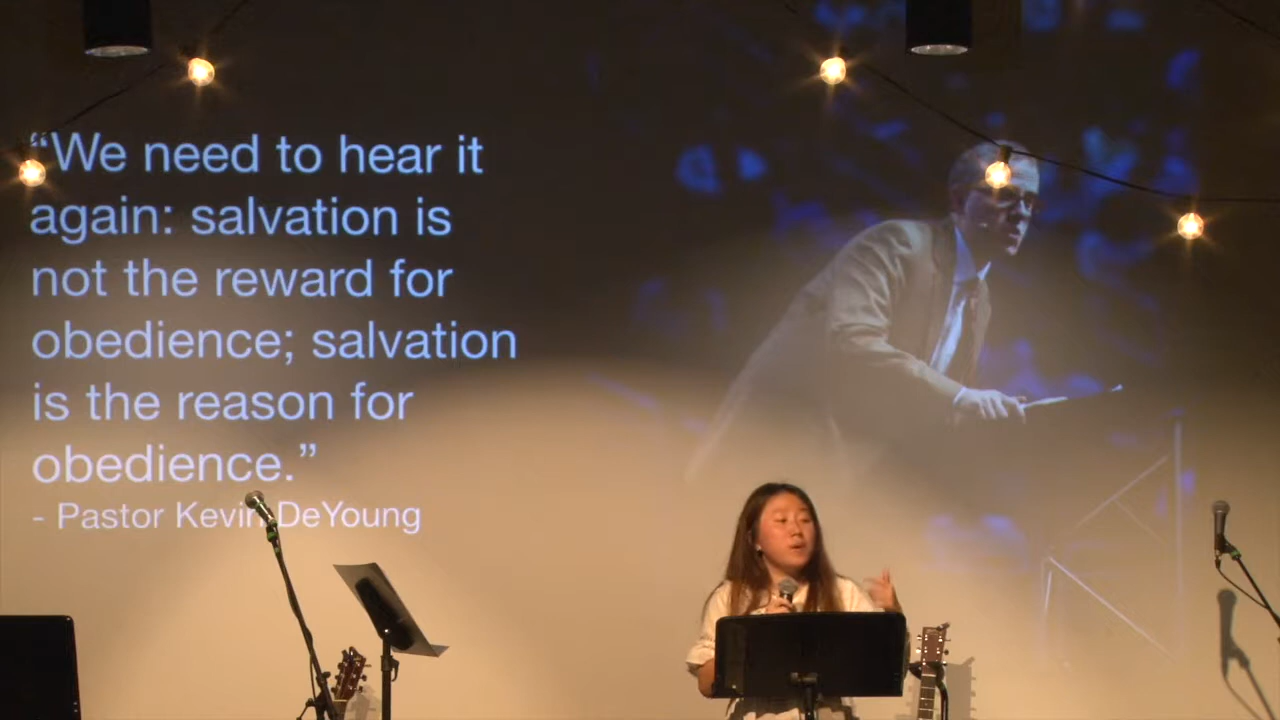 “We need to hear it
again: salvation is
not the reward for
obedience; salvation
is the reason for
obedience.”
- Pastor Kevin DeYoung